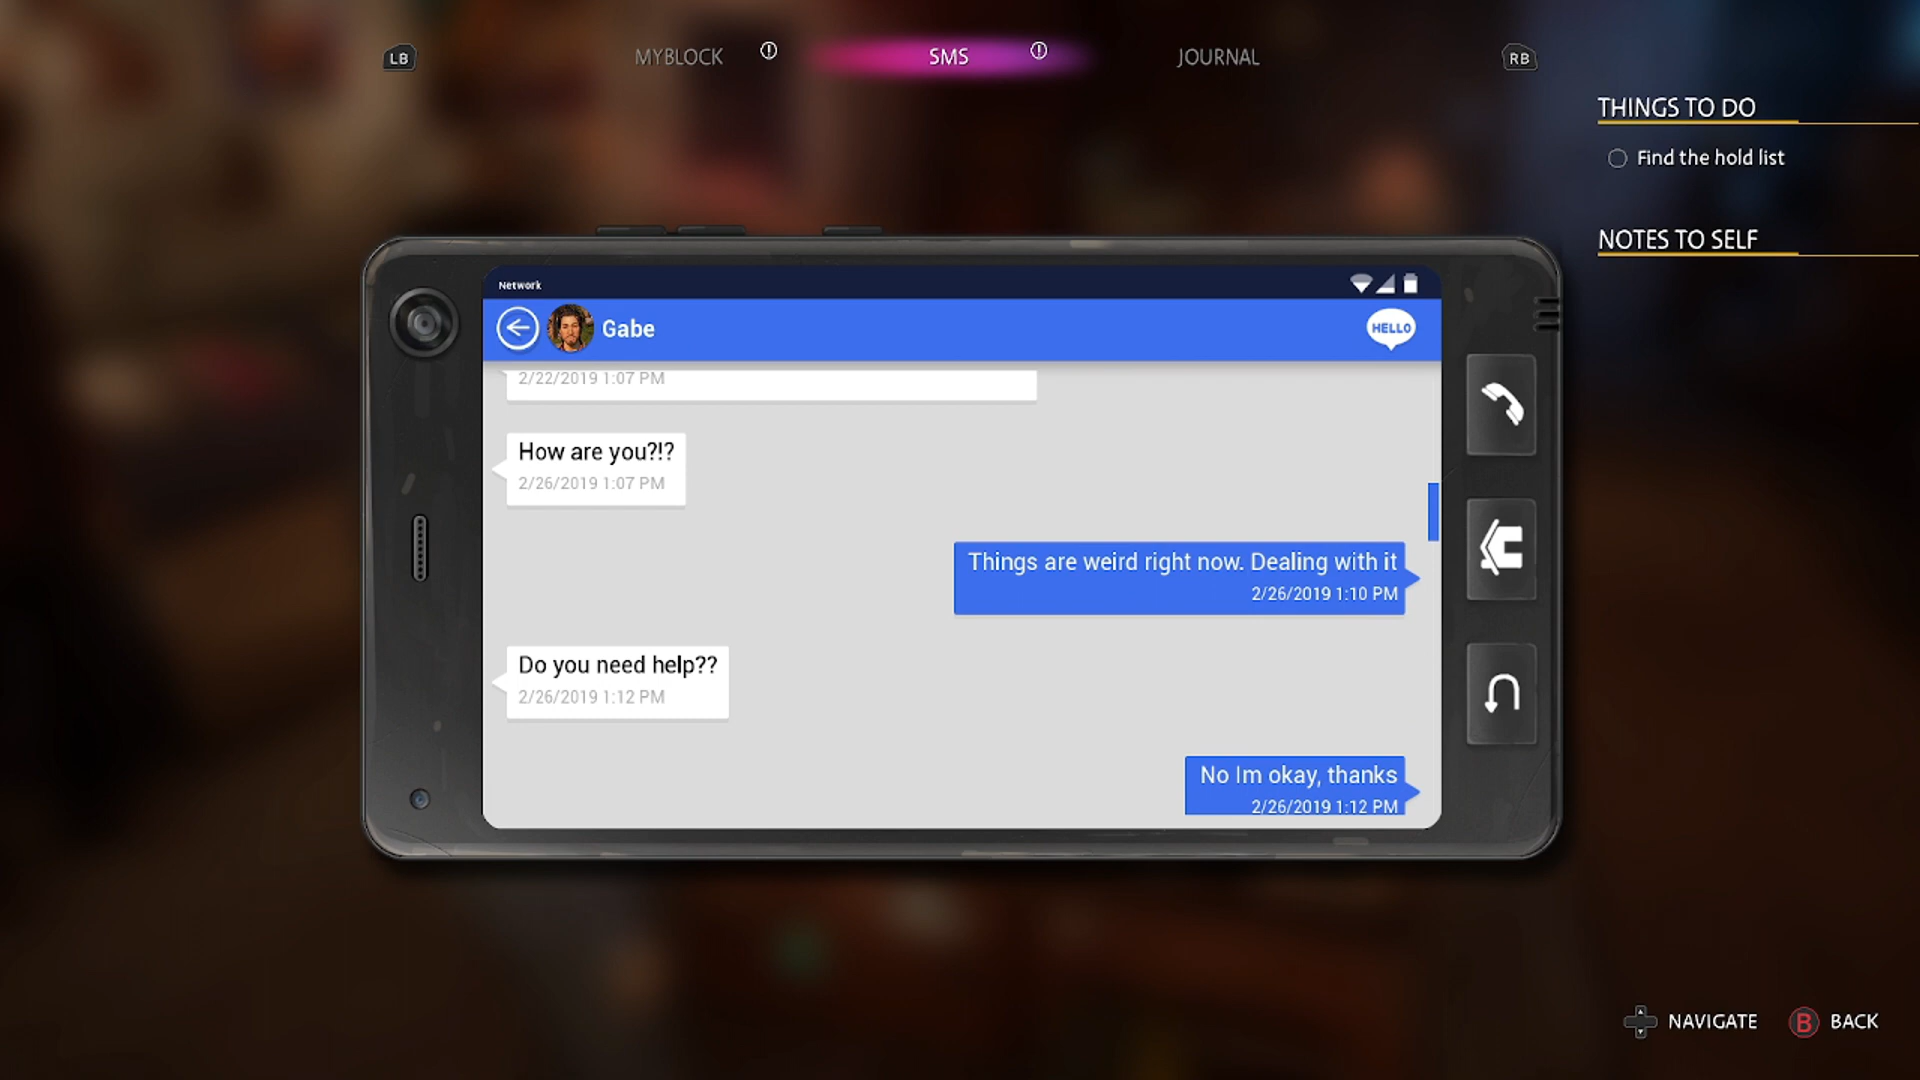 LB
MYBLOCK
SMS
JOURNAL
RB
THINGS TO DO
Find the hold list
NOTES TO SELF
Network
Gabe
HELLO
2/22/2019 1:07 PM
How are you?!?
2/26/2019 1:07 PM
Things are weird right now. Dealing with it
2/26/2019 1:10 PM
Do you need help??
2/26/2019 1:12 PM
No Im okay, thanks
2/26/2019 1:12 PM
NAVIGATE
B BACK